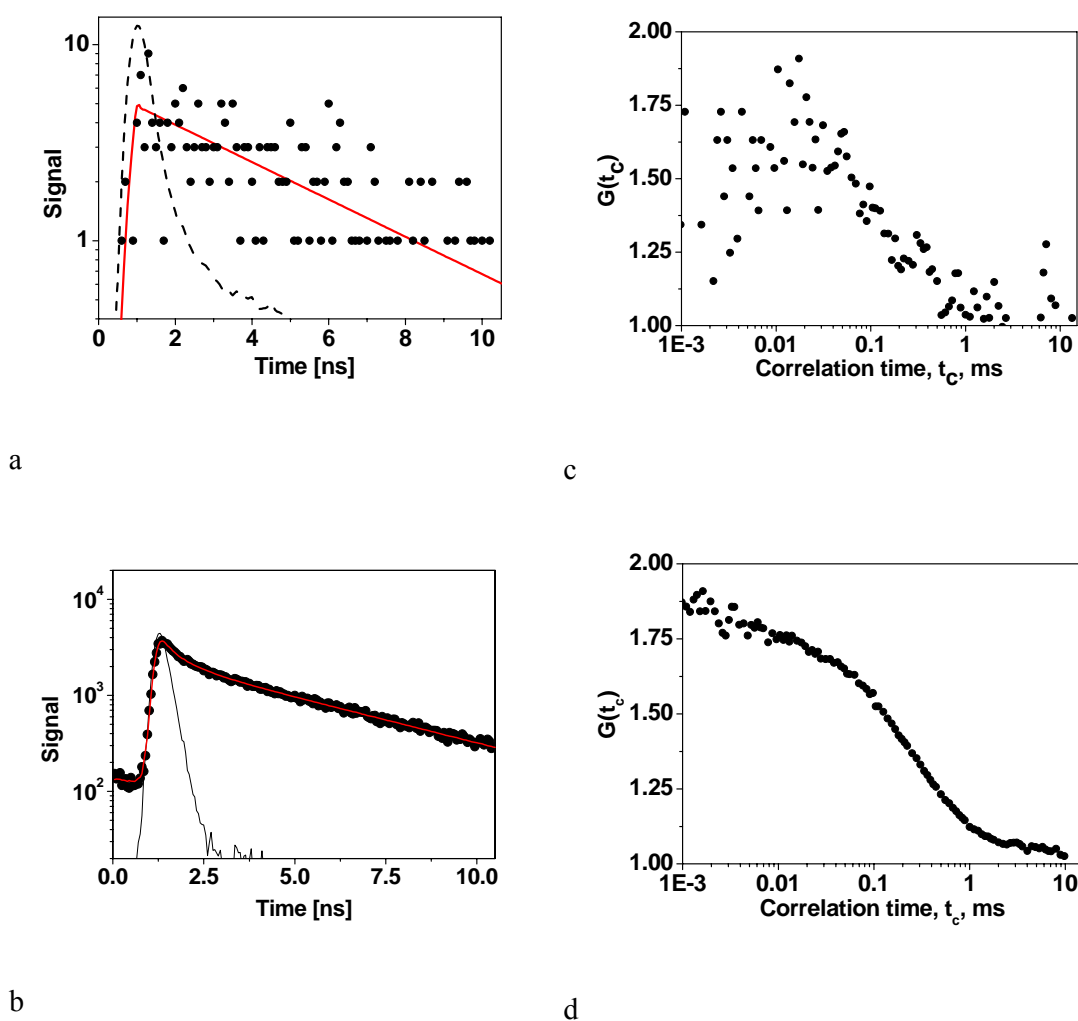 10
1
Signal
0 2 4 6 8 10
Time [ns]
a
2.00
1.75
1.50
1.25
1.00
G(t_C)
1E-3 0.01 0.1 1
Correlation time, t_C, ms
c
10^4
10^3
10^2
Signal
0.0 2.5 5.0 7.5 10.0
Time [ns]
b
2.00
1.75
1.50
1.25
1.00
G(t_c)
1E-3 0.01 0.1 1 10
Correlation time, t_c, ms
d